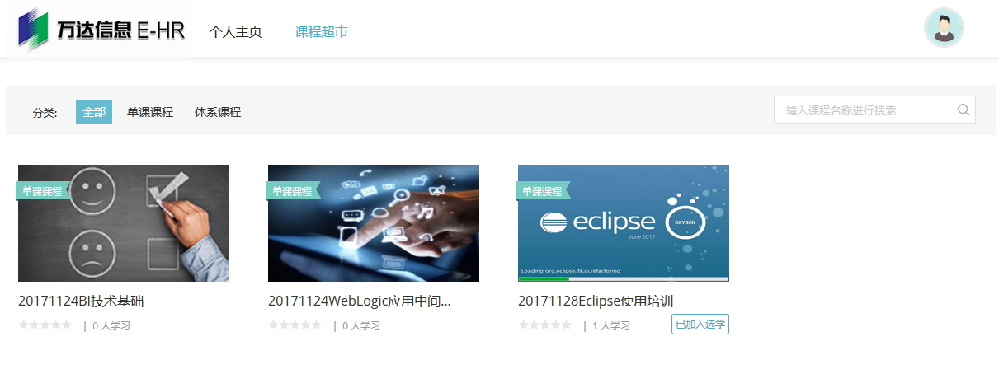 万达信息 E-HR 个人主页 课程超市
分类: 全部 单课课程 体系课程 输入课程名称进行搜索
单课课程 单课课程 单课课程
eclipse
OXYGEN
June 2017
Loading org.eclipse.ltk.ui.refactoring
20171124BI技术基础 20171124WebLogic应用中间... 20171128Eclipse使用培训
| 0 人学习 | 0 人学习 | 1 人学习 已加入选学